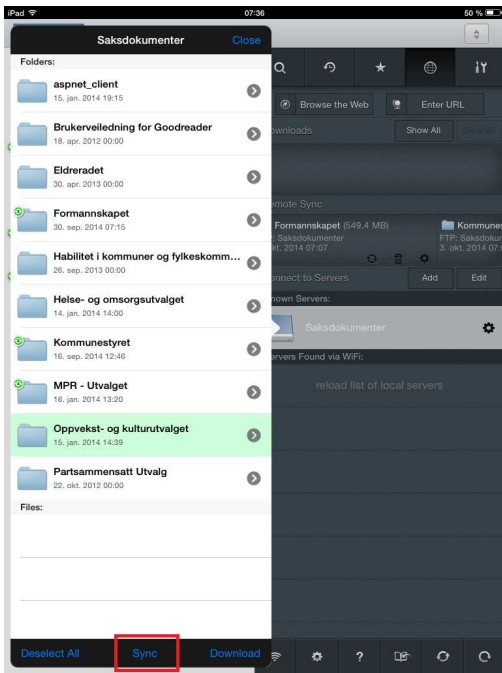 iPad 07:36 50 %
Saksdokumenter Close
Folders:
aspnet_client
15. jan. 2014 19:15
Brukerveiledning for Goodreader
18. apr. 2012 00:00
Eldreradet
30. apr. 2013 00:00
Formannskapet
30. sep. 2014 07:15
Habilitet i kommuner og fylkeskomm...
26. sep. 2013 00:00
Helse- og omsorgsutvalget
14. jan. 2014 14:00
Kommunestyret
16. sep. 2014 12:46
MPR - Utvalget
16. jan. 2014 13:20
Oppvekst- og kulturutvalget
15. jan. 2014 14:39
Partsammensatt Utvalg
22. okt. 2012 00:00
Files:
Deselect All Sync Download
Browse the Web Enter URL
ownloads Show All
emote Sync
Formannskapet (549,4 MB) Kommunes
: Saksdokumenter FTP: Saksdokur
kt. 2014 07:07 3. okt. 2014 07:
onnect to Servers Add Edit
nown Servers:
Saksdokumenter
ervers Found via WiFi:
reload list of local servers